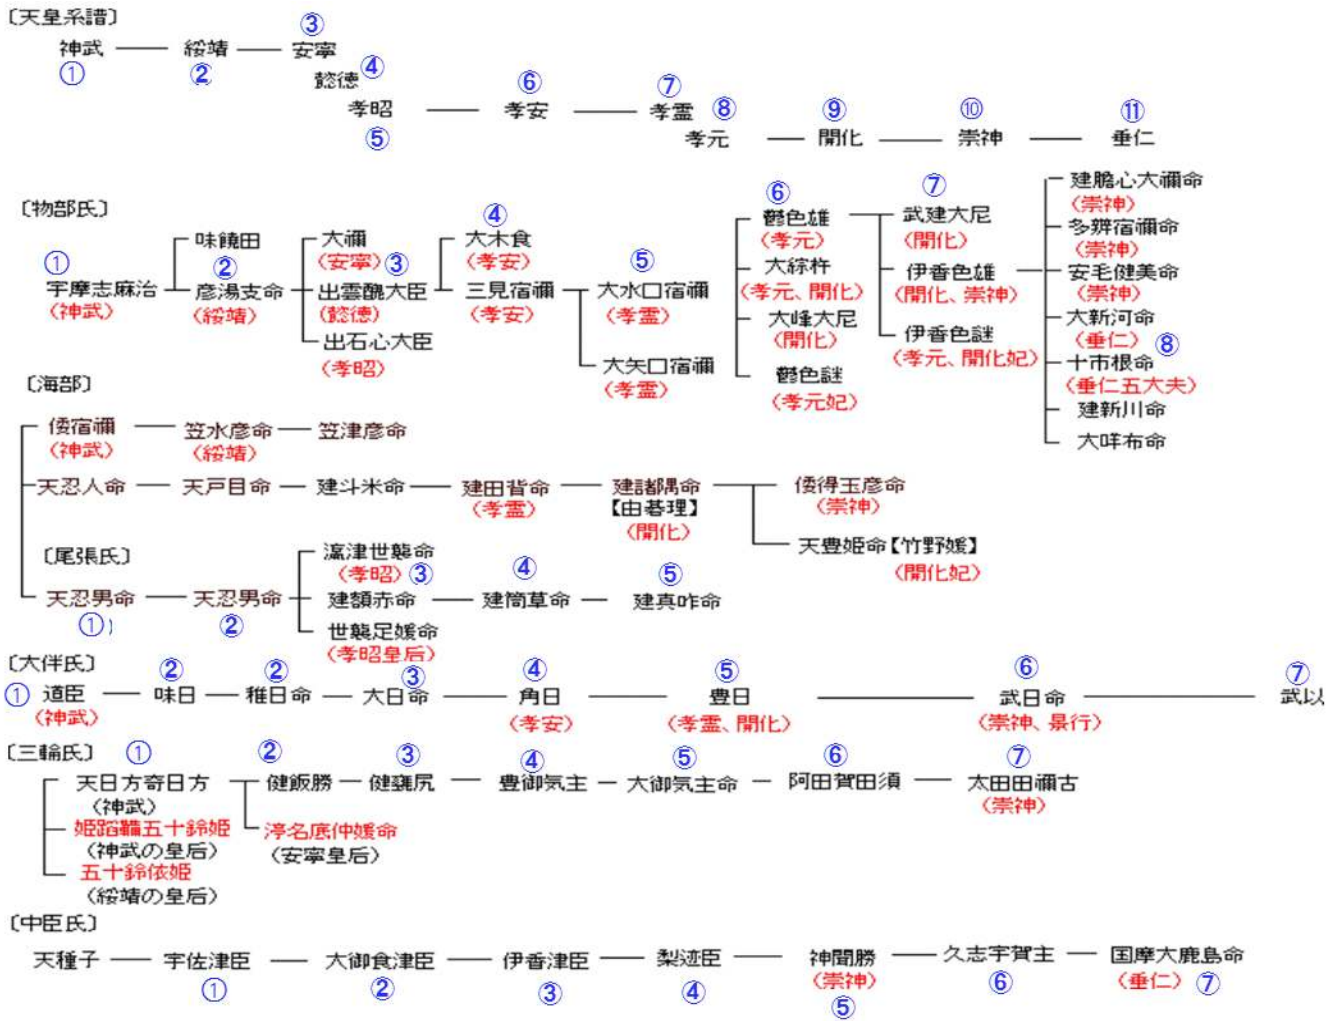 〔天皇系譜〕
③
神武 綏靖 安寧
① ② 懿徳 ④ ⑥ ⑦
孝昭 孝安 孝霊 ⑧ ⑨ ⑩ ⑪
⑤ 孝元 開化 崇神 垂仁
〔物部氏〕
①
宇摩志麻治
(神武)
味饒田
②
彦湯支命
(綏靖)
大禰
(安寧) ③
出雲醜大臣
(懿徳)
出石心大臣
(孝昭)
④
大木食
(孝安)
三見宿禰
(孝安)
⑤
大水口宿禰
(孝霊)
大矢口宿禰
(孝霊)
⑥
鬱色雄
(孝元)
大綜杵
(孝元、開化)
大峰大尼
(開化)
鬱色謎
(孝元妃)
⑦
武建大尼
(開化)
伊香色雄
(開化、崇神)
伊香色謎
(孝元、開化妃)
建膽心大禰命
(崇神)
多辨宿禰命
(崇神)
安毛健美命
(崇神)
大新河命
(垂仁) ⑧
十市根命
(垂仁五大夫)
建新川命
大咩布命
〔海部〕
倭宿禰 笠水彦命 笠津彦命
(神武) (綏靖)
天忍人命 天戸目命 建斗米命 建田背命 建諸隅命 倭得玉彦命
(孝霊) 【由碁理】 (崇神)
(開化)
天豊姫命【竹野媛】
(開化妃)
〔尾張氏〕
天忍男命 天忍男命
① ②
瀛津世襲命
(孝昭) ③ ④ ⑤
建額赤命 建筒草命 建真咋命
世襲足媛命
(孝昭皇后)
〔大伴氏〕
② ② ③ ④ ⑤ ⑥ ⑦
① 道臣 味日 稚日命 大日命 角日 豊日 武日命 武以
(神武) (孝安) (孝霊、開化) (崇神、景行)
〔三輪氏〕
① ② ③ ④ ⑤ ⑥ ⑦
天日方奇日方 健飯勝 健甕尻 豊御気主 大御気主命 阿田賀田須 太田田禰古
(神武) (崇神)
姫蹈鞴五十鈴姫 渟名底仲媛命
(神武の皇后) (安寧皇后)
五十鈴依姫
(綏靖の皇后)
〔中臣氏〕
天種子 宇佐津臣 大御食津臣 伊香津臣 梨迹臣 神聞勝 久志宇賀主 国摩大鹿島命
① ② ③ ④ (崇神) ⑥ (垂仁) ⑦
⑤